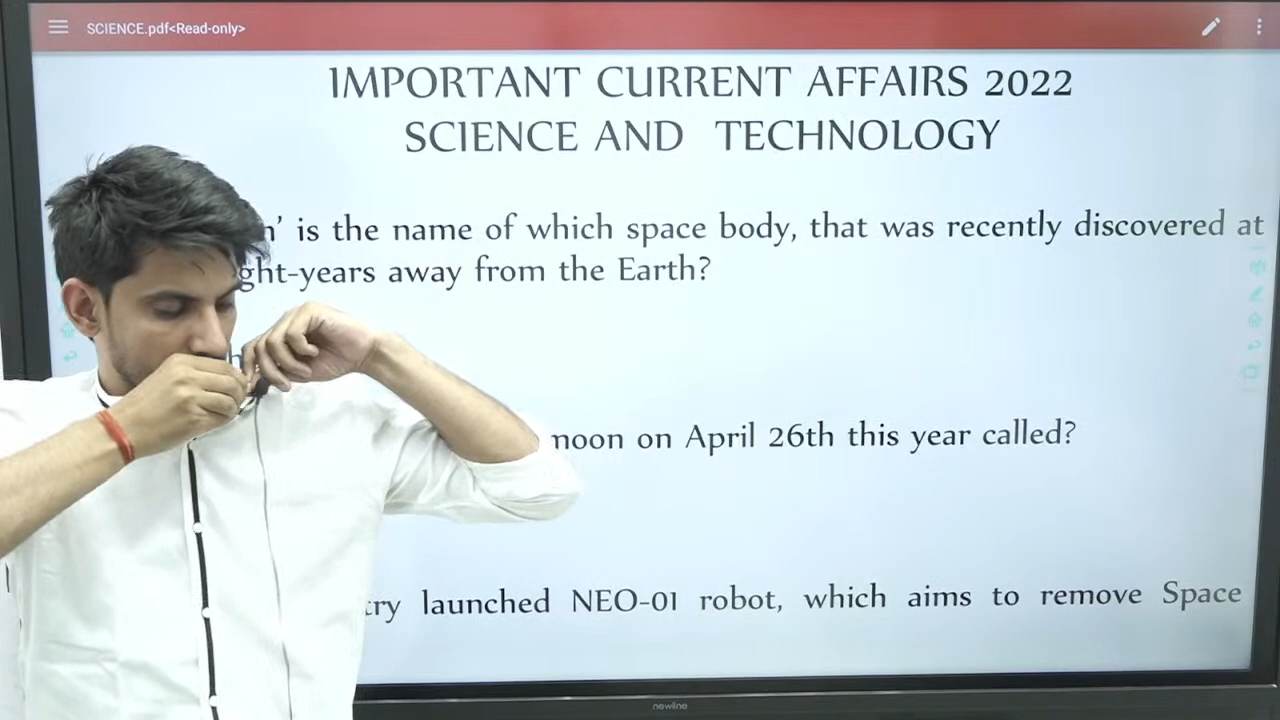 SCIENCE.pdf<Read-only>
IMPORTANT CURRENT AFFAIRS 2022
SCIENCE AND TECHNOLOGY
is the name of which space body, that was recently discovered at
years away from the Earth?
moon on April 26th this year called?
launched NEO-01 robot, which aims to remove Space
newline